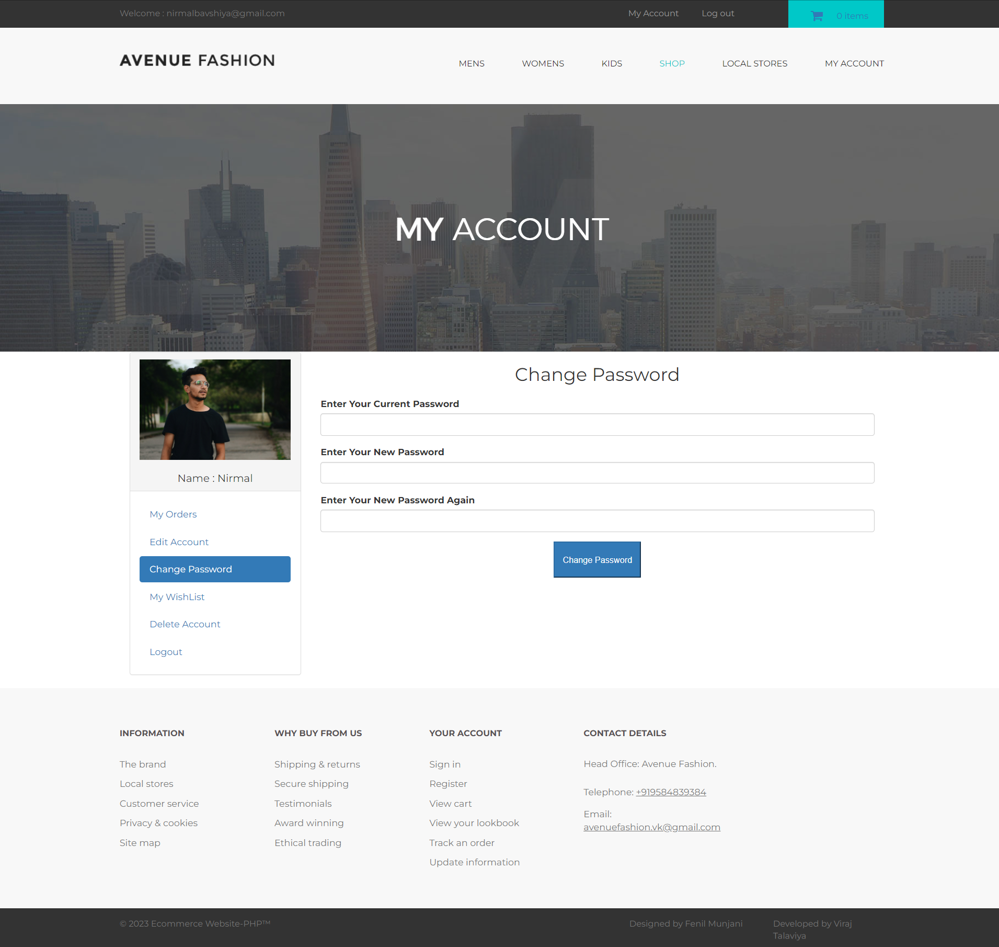 Welcome : nirmalbavshiya@gmail.com
My Account
Log out
0 items
AVENUE FASHION
MENS
WOMENS
KIDS
SHOP
LOCAL STORES
MY ACCOUNT
MY ACCOUNT
Name : Nirmal
My Orders
Edit Account
Change Password
My WishList
Delete Account
Logout
Change Password
Enter Your Current Password
Enter Your New Password
Enter Your New Password Again
Change Password
INFORMATION
The brand
Local stores
Customer service
Privacy & cookies
Site map
WHY BUY FROM US
Shipping & returns
Secure shipping
Testimonials
Award winning
Ethical trading
YOUR ACCOUNT
Sign in
Register
View cart
View your lookbook
Track an order
Update information
CONTACT DETAILS
Head Office: Avenue Fashion.
Telephone: +919584839384
Email:
avenuefashion.vk@gmail.com
© 2023 Ecommerce Website-PHP™
Designed by Fenil Munjani
Developed by Viraj
Talaviya